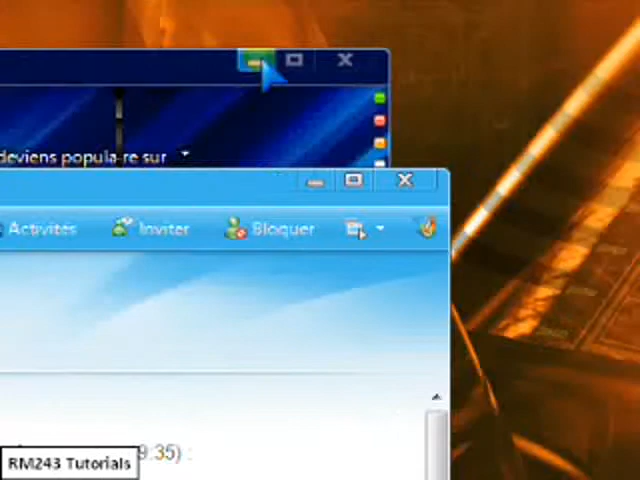 deviens popula-re sur
Activités
Inviter
Bloquer
9:35) :
RM243 Tutorials